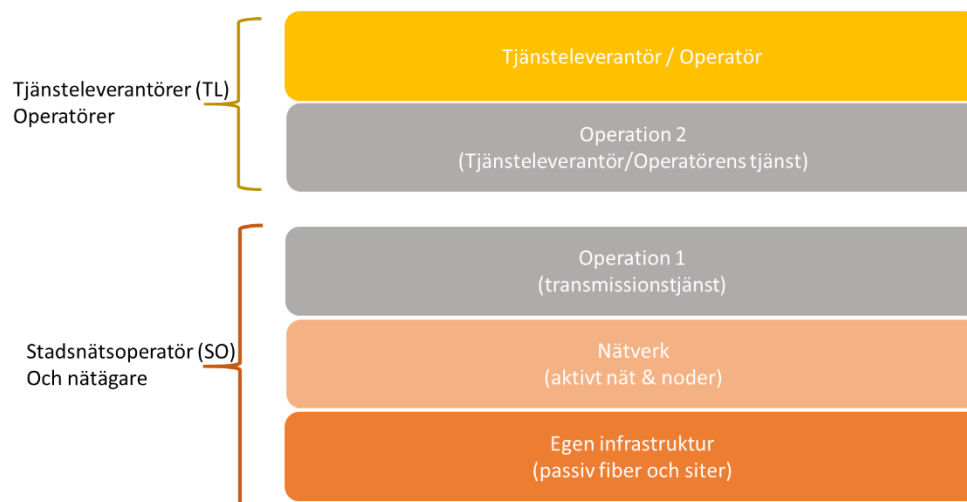 Tjänsteleverantörer (TL)
Operatörer
Tjänsteleverantör / Operatör
Operation 2
(Tjänsteleverantör/Operatörens tjänst)
Stadsnätsoperatör (SO)
Och nätägare
Operation 1
(transmissionstjänst)
Nätverk
(aktivt nät & noder)
Egen infrastruktur
(passiv fiber och siter)